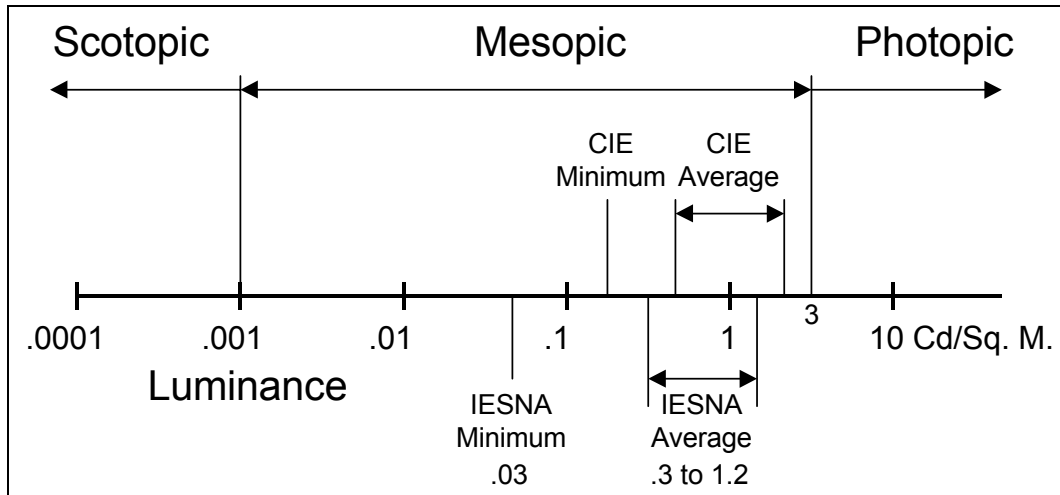 Scotopic Mesopic Photopic
CIE CIE
Minimum Average
.0001 .001 .01 .1 1 3 10 Cd/Sq. M.
Luminance
IESNA IESNA
Minimum Average
.03 .3 to 1.2